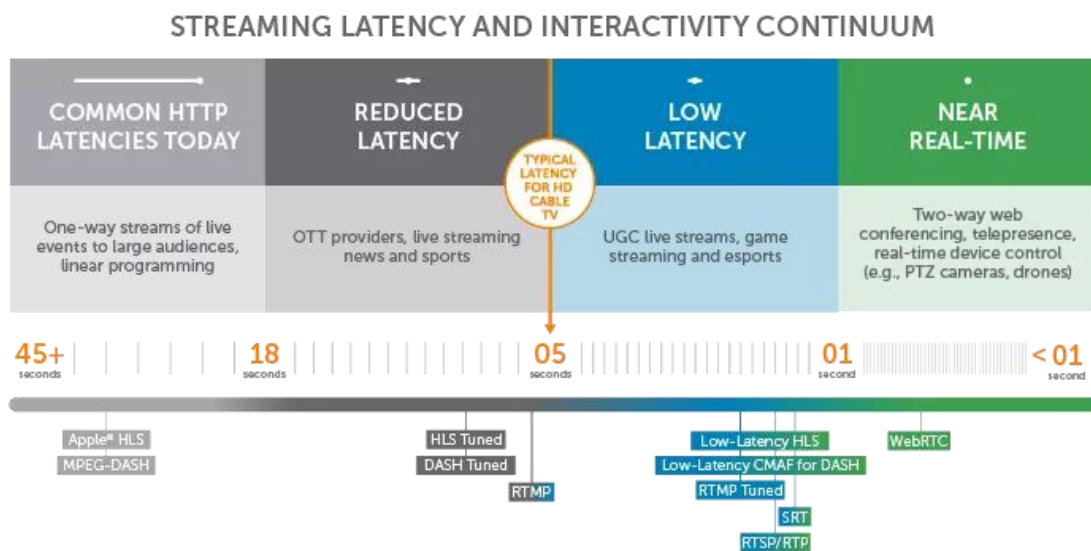 STREAMING LATENCY AND INTERACTIVITY CONTINUUM
COMMON HTTP
LATENCIES TODAY
REDUCED
LATENCY
LOW
LATENCY
NEAR
REAL-TIME
TYPICAL
LATENCY
FOR HD
CABLE
TV
One-way streams of live
events to large audiences,
linear programming
OTT providers, live streaming
news and sports
UGC live streams, game
streaming and esports
Two-way web
conferencing, telepresence,
real-time device control
(e.g., PTZ cameras, drones)
45+
seconds
18
seconds
05
seconds
01
second
< 01
second
Apple® HLS
MPEG-DASH
HLS Tuned
DASH Tuned
RTMP
Low-Latency HLS
Low-Latency CMAF for DASH
RTMP Tuned
SRT
RTSP/RTP
WebRTC